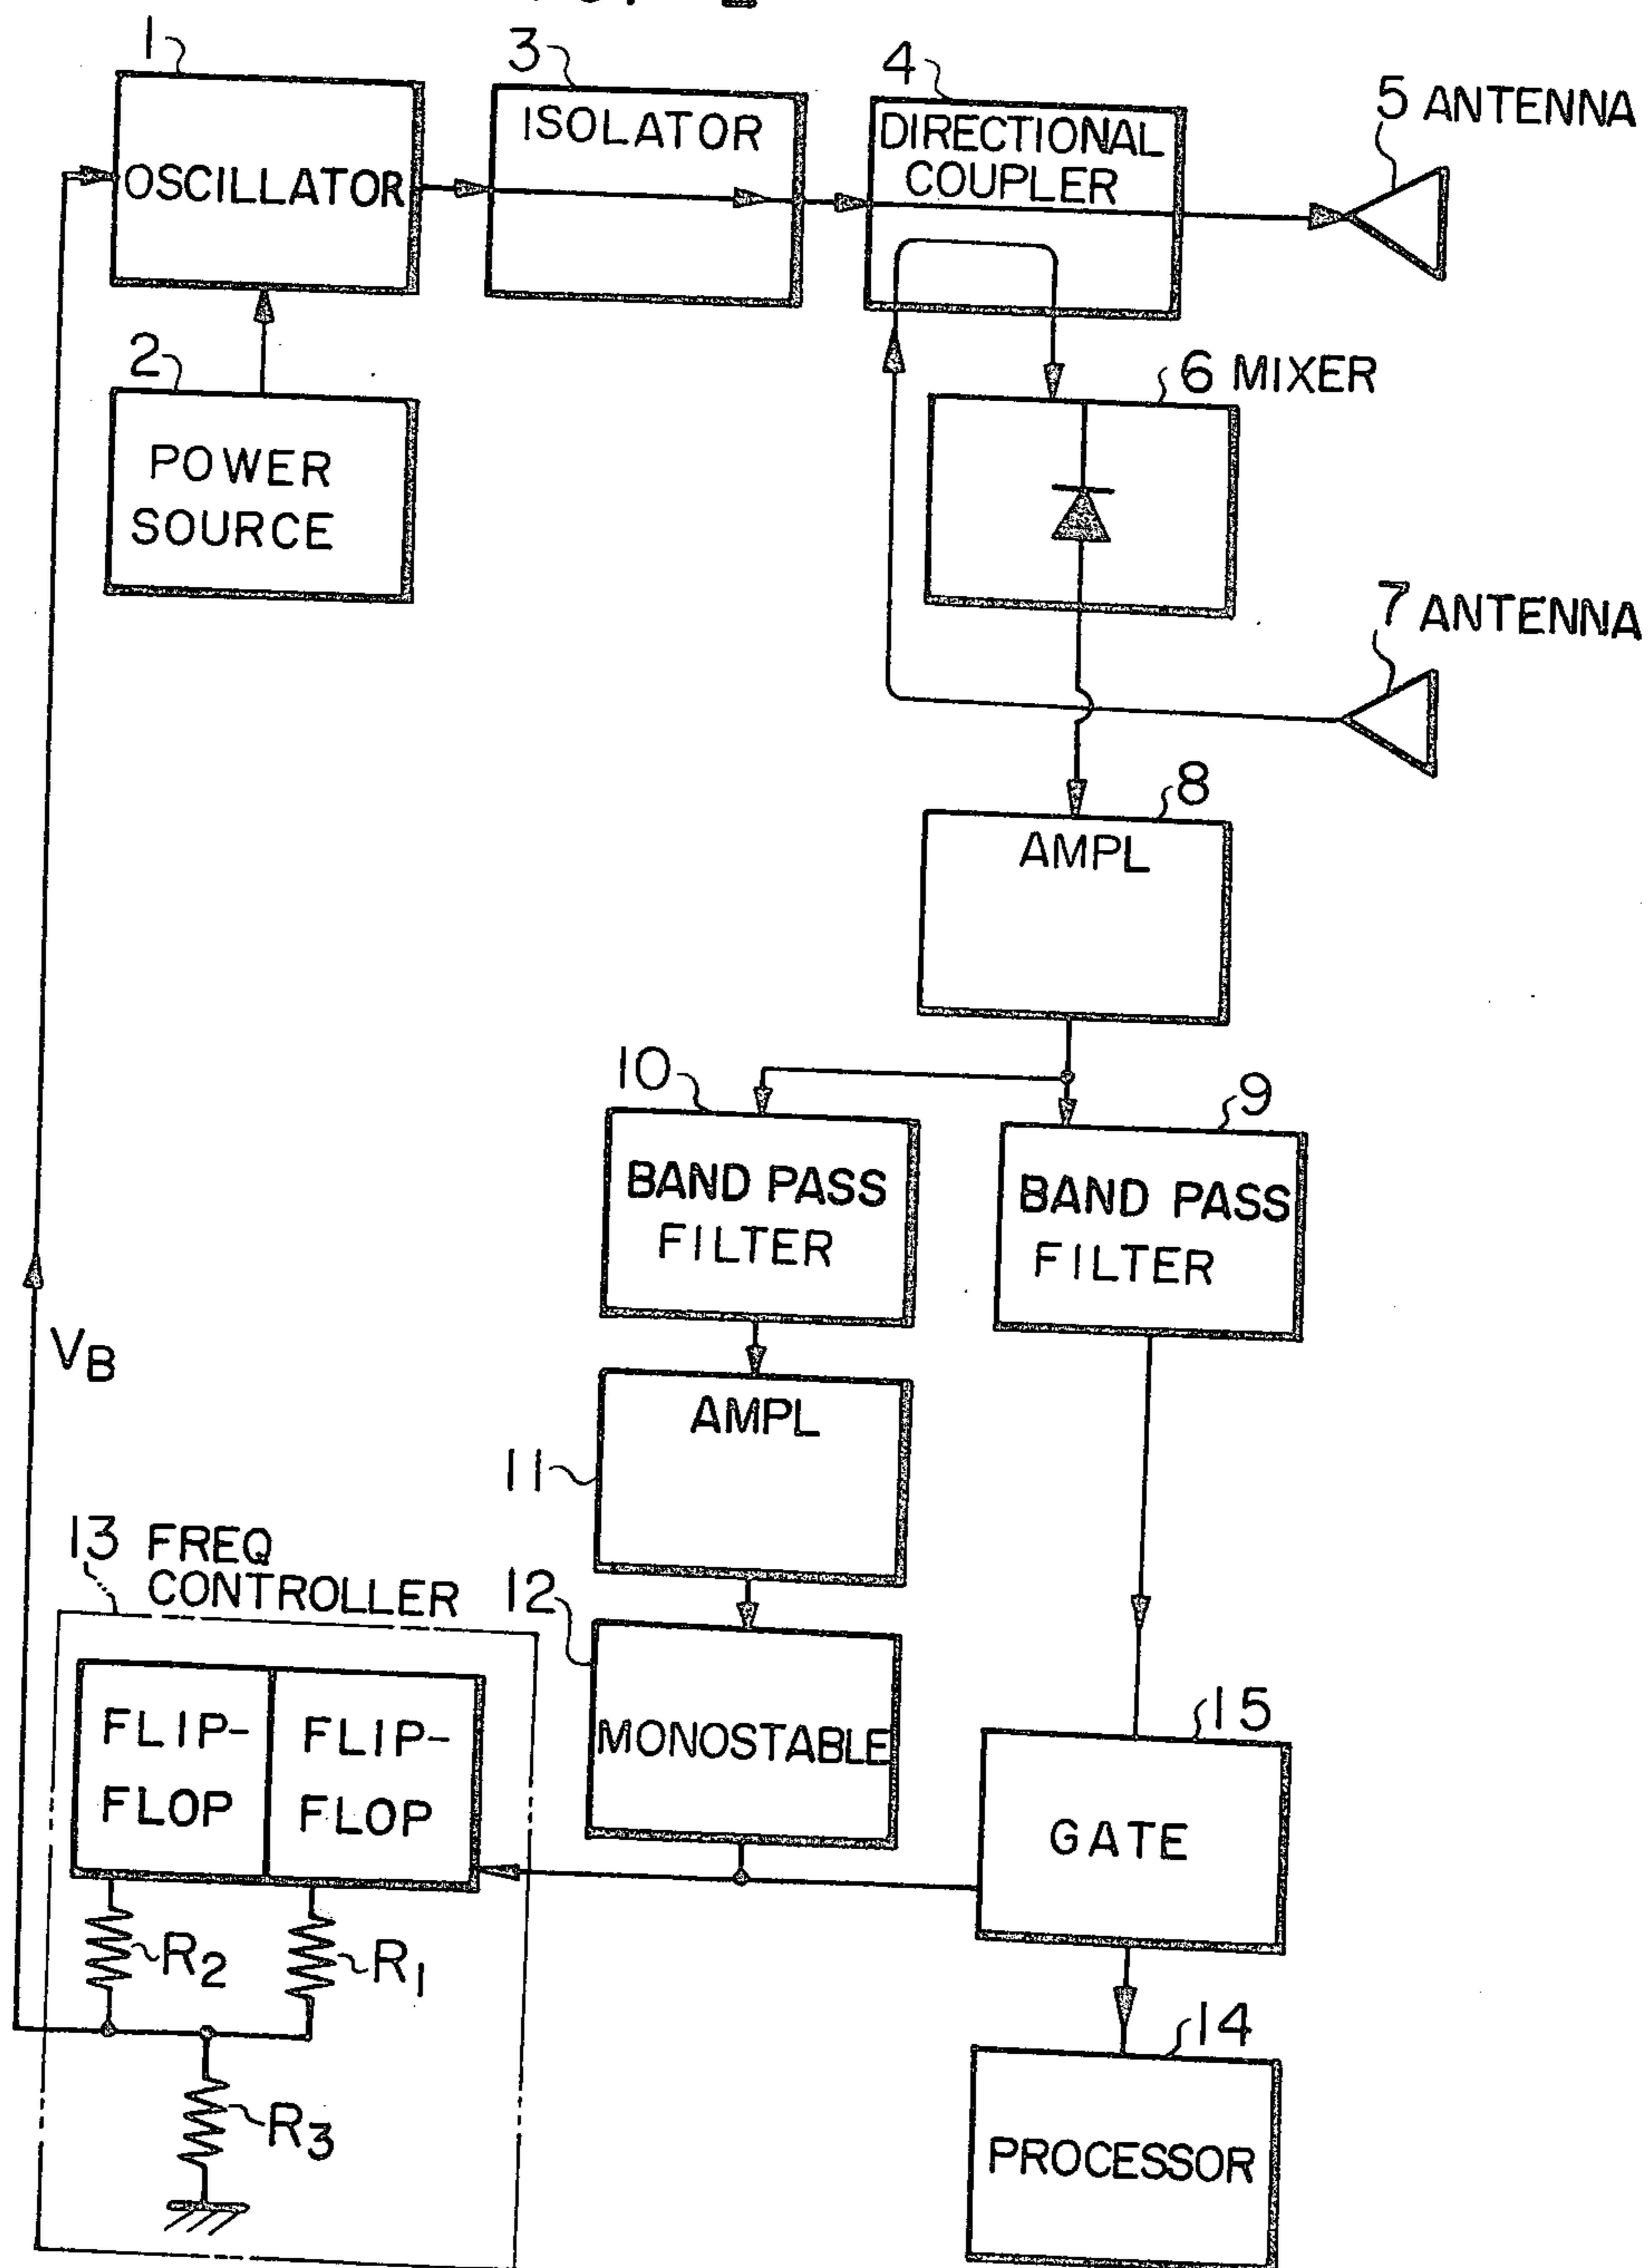 1
OSCILLATOR
3
ISOLATOR
4
DIRECTIONAL
COUPLER
5 ANTENNA
2
POWER
SOURCE
6 MIXER
7 ANTENNA
8
AMPL
10
BAND PASS
FILTER
9
BAND PASS
FILTER
VB
11
AMPL
13 FREQ
CONTROLLER
12
MONOSTABLE
FLIP-
FLOP
FLIP-
FLOP
R2
R1
R3
15
GATE
14
PROCESSOR